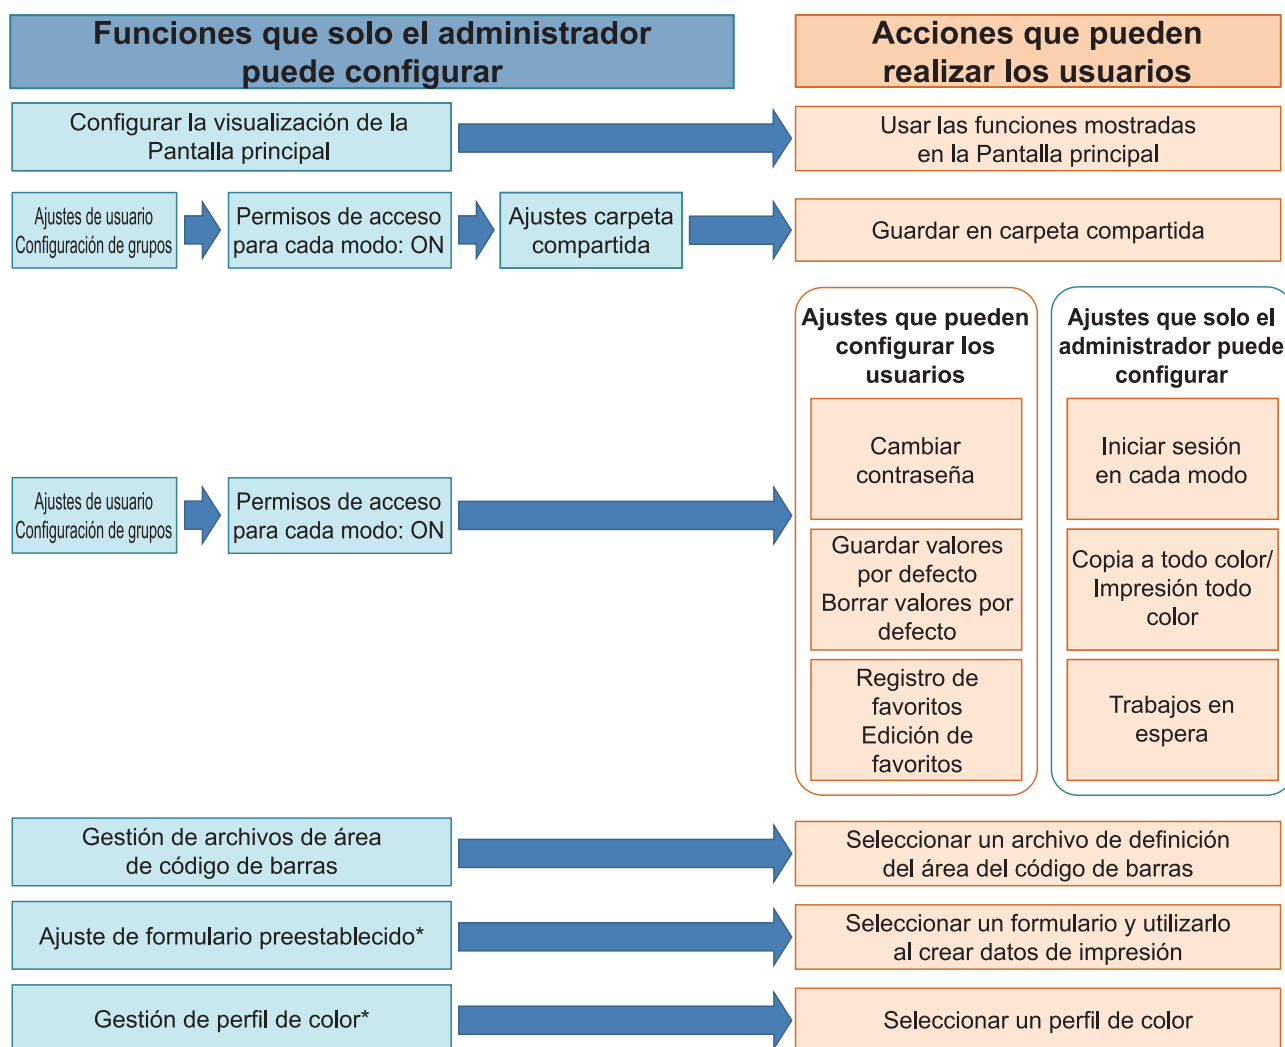 Funciones que solo el administrador
puede configurar
Acciones que pueden
realizar los usuarios
Configurar la visualización de la
Pantalla principal
Usar las funciones mostradas
en la Pantalla principal
Ajustes de usuario
Configuración de grupos
Permisos de acceso
para cada modo: ON
Ajustes carpeta
compartida
Guardar en carpeta compartida
Ajustes de usuario
Configuración de grupos
Permisos de acceso
para cada modo: ON
Ajustes que pueden
configurar los
usuarios
Cambiar
contraseña
Guardar valores
por defecto
Borrar valores por
defecto
Registro de
favoritos
Edición de
favoritos
Ajustes que solo el
administrador puede
configurar
Iniciar sesión
en cada modo
Copia a todo color/
Impresión todo
color
Trabajos en
espera
Gestión de archivos de área
de código de barras
Seleccionar un archivo de definición
del área del código de barras
Ajuste de formulario preestablecido*
Seleccionar un formulario y utilizarlo
al crear datos de impresión
Gestión de perfil de color*
Seleccionar un perfil de color